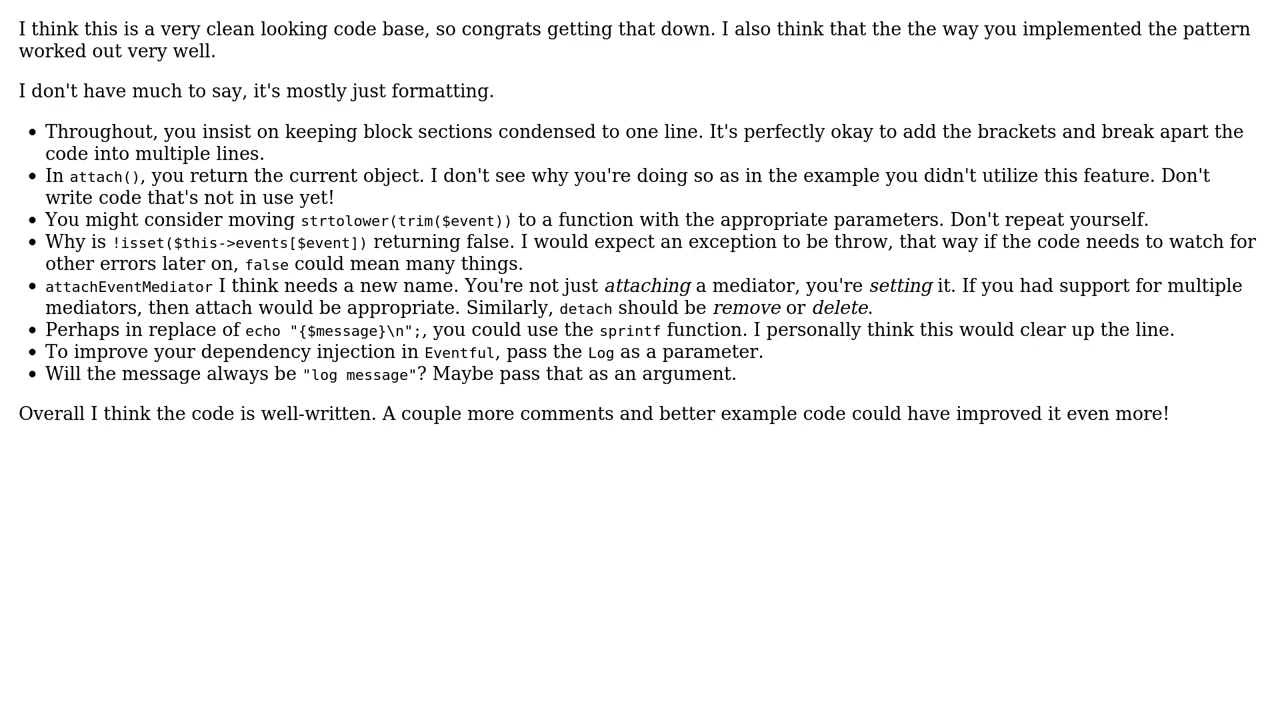 I think this is a very clean looking code base, so congrats getting that down. I also think that the the way you implemented the pattern
worked out very well.
I don't have much to say, it's mostly just formatting.
• Throughout, you insist on keeping block sections condensed to one line. It's perfectly okay to add the brackets and break apart the
code into multiple lines.
• In attach(), you return the current object. I don't see why you're doing so as in the example you didn't utilize this feature. Don't
write code that's not in use yet!
• You might consider moving strtolower(trim($event)) to a function with the appropriate parameters. Don't repeat yourself.
• Why is !isset($this->events[$event]) returning false. I would expect an exception to be throw, that way if the code needs to watch for
other errors later on, false could mean many things.
• attachEventMediator I think needs a new name. You're not just attaching a mediator, you're setting it. If you had support for multiple
mediators, then attach would be appropriate. Similarly, detach should be remove or delete.
• Perhaps in replace of echo "{$message}\n";, you could use the sprintf function. I personally think this would clear up the line.
• To improve your dependency injection in Eventful, pass the Log as a parameter.
• Will the message always be "log message"? Maybe pass that as an argument.
Overall I think the code is well-written. A couple more comments and better example code could have improved it even more!